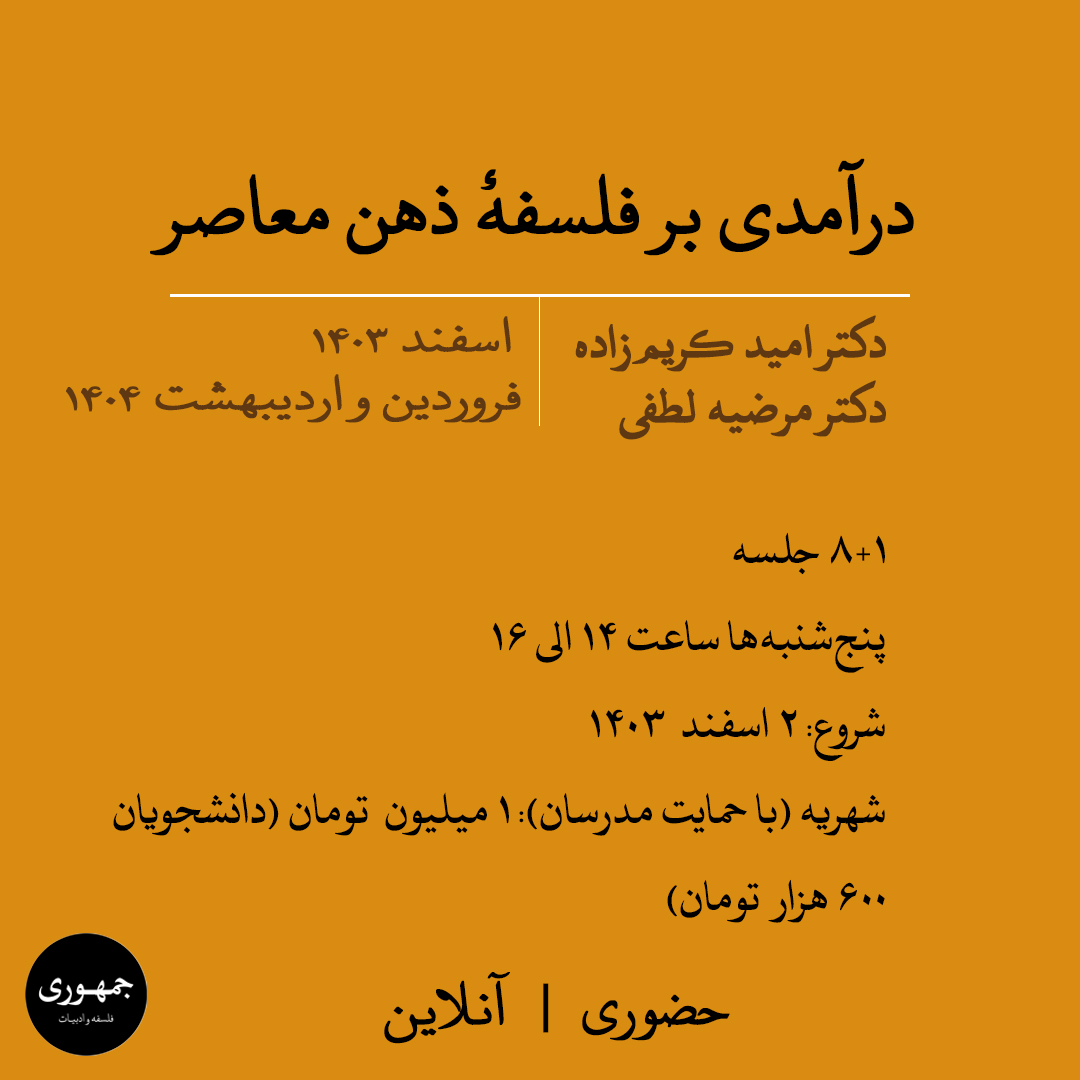 درآمدی بر فلسفهٔ ذهن معاصر
دکتر امید کریم‌زاده
دکتر مرضیه لطفی
اسفند ۱۴۰۳
فروردین و اردیبهشت ۱۴۰۴
۸+۱ جلسه
پنج‌شنبه‌ها ساعت ۱۴ الی ۱۶
شروع: ۲ اسفند ۱۴۰۳
شهریه (با حمایت مدرسان): ۱ میلیون تومان (دانشجویان
۶۰۰ هزار تومان)
حضوری | آنلاین
جمهوری
فلسفه و ادبیات